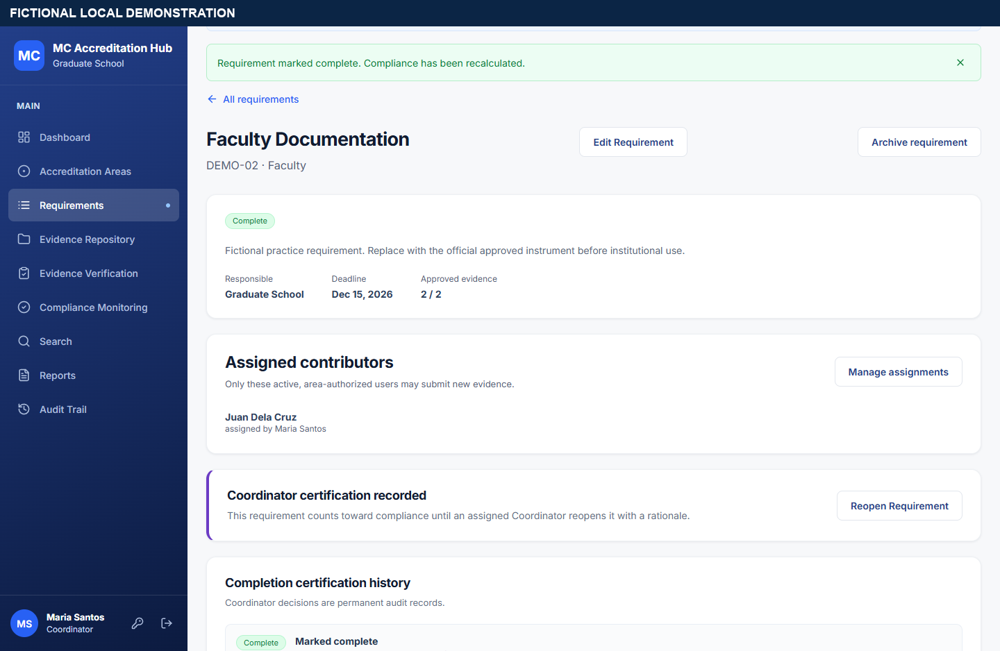 FICTIONAL LOCAL DEMONSTRATION
MC
MC Accreditation Hub
Graduate School
MAIN
Dashboard
Accreditation Areas
Requirements
Evidence Repository
Evidence Verification
Compliance Monitoring
Search
Reports
Audit Trail
MS
Maria Santos
Coordinator
Requirement marked complete. Compliance has been recalculated.
All requirements
Faculty Documentation
DEMO-02 · Faculty
Edit Requirement
Archive requirement
Complete
Fictional practice requirement. Replace with the official approved instrument before institutional use.
Responsible
Graduate School
Deadline
Dec 15, 2026
Approved evidence
2 / 2
Assigned contributors
Only these active, area-authorized users may submit new evidence.
Manage assignments
Juan Dela Cruz
assigned by Maria Santos
Coordinator certification recorded
This requirement counts toward compliance until an assigned Coordinator reopens it with a rationale.
Reopen Requirement
Completion certification history
Coordinator decisions are permanent audit records.
Complete
Marked complete